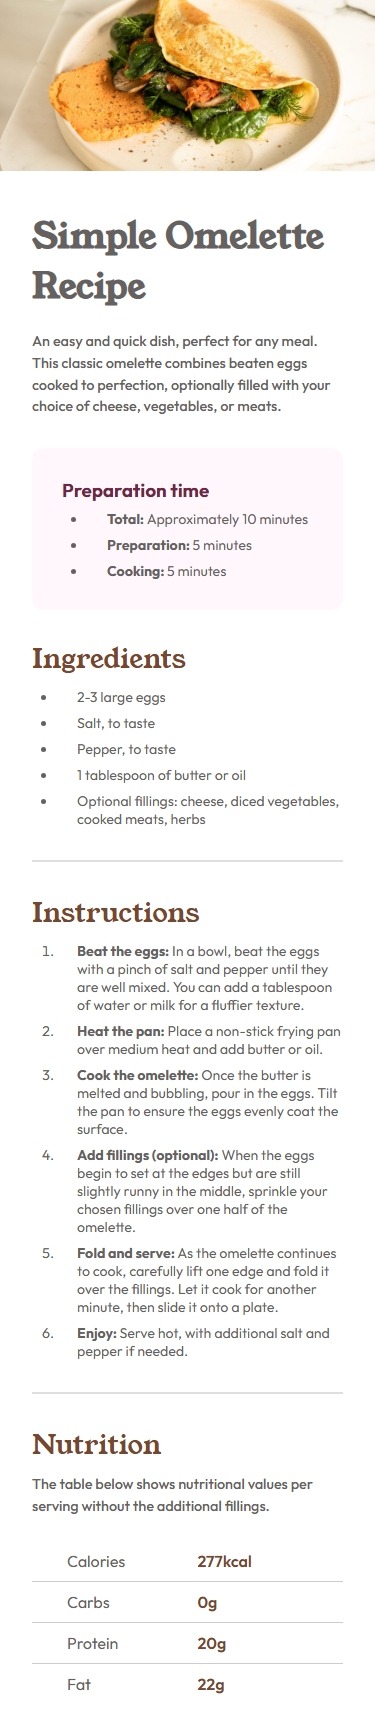 Simple Omelette
Recipe
An easy and quick dish, perfect for any meal.
This classic omelette combines beaten eggs
cooked to perfection, optionally filled with your
choice of cheese, vegetables, or meats.
Preparation time
• Total: Approximately 10 minutes
• Preparation: 5 minutes
• Cooking: 5 minutes
Ingredients
• 2-3 large eggs
• Salt, to taste
• Pepper, to taste
• 1 tablespoon of butter or oil
• Optional fillings: cheese, diced vegetables,
cooked meats, herbs
Instructions
1. Beat the eggs: In a bowl, beat the eggs
with a pinch of salt and pepper until they
are well mixed. You can add a tablespoon
of water or milk for a fluffier texture.
2. Heat the pan: Place a non-stick frying pan
over medium heat and add butter or oil.
3. Cook the omelette: Once the butter is
melted and bubbling, pour in the eggs. Tilt
the pan to ensure the eggs evenly coat the
surface.
4. Add fillings (optional): When the eggs
begin to set at the edges but are still
slightly runny in the middle, sprinkle your
chosen fillings over one half of the
omelette.
5. Fold and serve: As the omelette continues
to cook, carefully lift one edge and fold it
over the fillings. Let it cook for another
minute, then slide it onto a plate.
6. Enjoy: Serve hot, with additional salt and
pepper if needed.
Nutrition
The table below shows nutritional values per
serving without the additional fillings.
Calories 277kcal
Carbs 0g
Protein 20g
Fat 22g